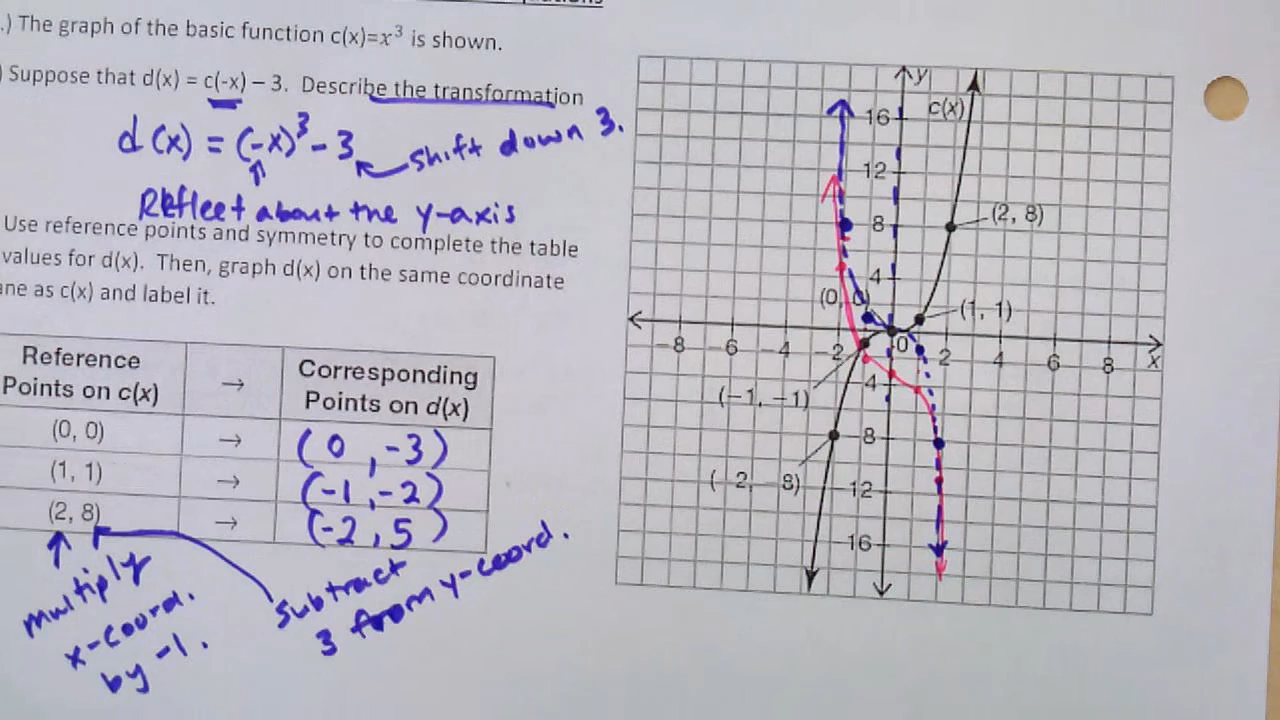 .) The graph of the basic function c(x)=x³ is shown.
) Suppose that d(x) = c(-x) – 3. Describe the transformation
d(x) = (-x)³ - 3
shift down 3.
Reflect about the y-axis
Use reference points and symmetry to complete the table
values for d(x). Then, graph d(x) on the same coordinate
ane as c(x) and label it.
Reference Points on c(x) → Corresponding Points on d(x)
(0, 0) → (0, -3)
(1, 1) → (-1, -2)
(2, 8) → (-2, 5)
multiply
x-coord.
by -1.
subtract
3 from y-coord.
y
c(x)
16
12
8
(2, 8)
4
(0,
(1, 1)
-8 6 4 -2 0 2 4 6 8 x
4
(-1, -1)
-8
(-2, -8)
-12
16